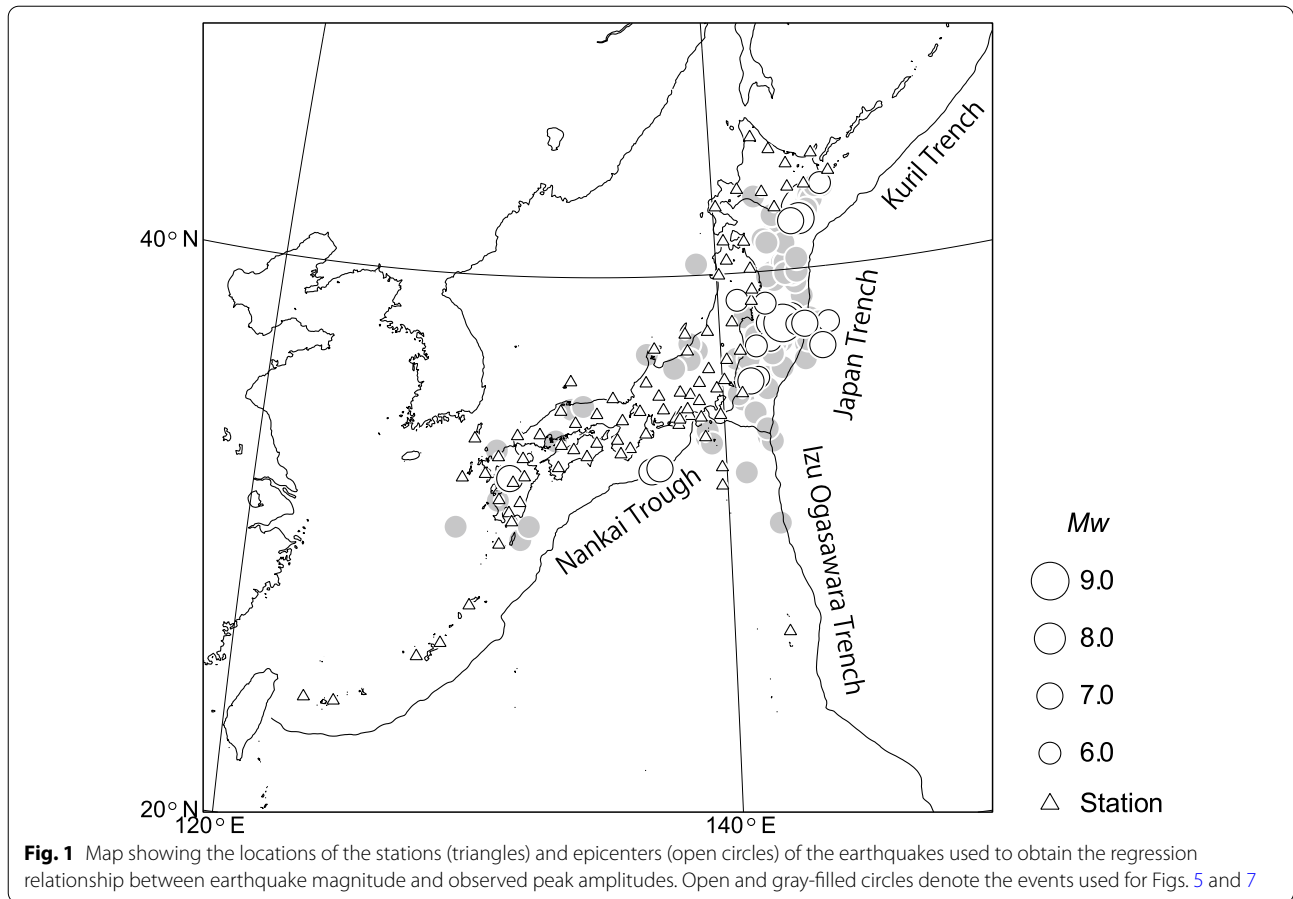 40° N
Kuril Trench
Japan Trench
Izu Ogasawara Trench
Nankai Trough
Mw
9.0
8.0
7.0
6.0
Station
20° N
120° E
140° E
Fig. 1 Map showing the locations of the stations (triangles) and epicenters (open circles) of the earthquakes used to obtain the regression
relationship between earthquake magnitude and observed peak amplitudes. Open and gray-filled circles denote the events used for Figs. 5 and 7